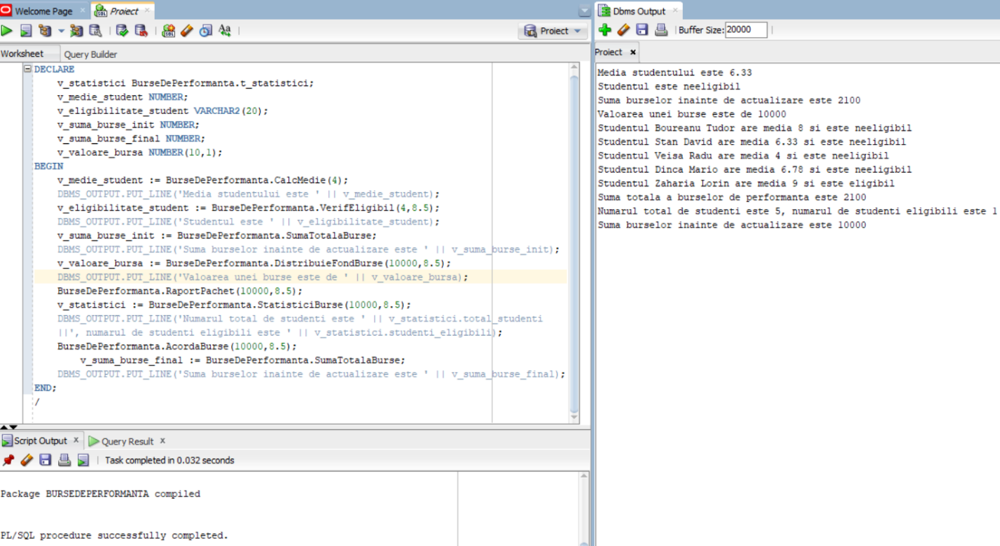 Welcome Page
Proiect
Proiect
Worksheet
Query Builder
DECLARE
v_statistici BurseDePerformanta.t_statistici;
v_medie_student NUMBER;
v_eligibilitate_student VARCHAR2(20);
v_suma_burse_init NUMBER;
v_suma_burse_final NUMBER;
v_valoare_bursa NUMBER(10,1);
BEGIN
v_medie_student := BurseDePerformanta.CalcMedie(4);
DBMS_OUTPUT.PUT_LINE('Media studentului este ' || v_medie_student);
v_eligibilitate_student := BurseDePerformanta.VerifEligibil(4,8.5);
DBMS_OUTPUT.PUT_LINE('Studentul este ' || v_eligibilitate_student);
v_suma_burse_init := BurseDePerformanta.SumaTotalaBurse;
DBMS_OUTPUT.PUT_LINE('Suma burselor inainte de actualizare este ' || v_suma_burse_init);
v_valoare_bursa := BurseDePerformanta.DistribuieFondBurse(10000,8.5);
DBMS_OUTPUT.PUT_LINE('Valoarea unei burse este de ' || v_valoare_bursa);
BurseDePerformanta.RaportPachet(10000,8.5);
v_statistici := BurseDePerformanta.StatisticiBurse(10000,8.5);
DBMS_OUTPUT.PUT_LINE('Numarul total de studenti este ' || v_statistici.total_studenti
||', numarul de studenti eligibili este ' || v_statistici.studenti_eligibili);
BurseDePerformanta.AcordaBurse(10000,8.5);
v_suma_burse_final := BurseDePerformanta.SumaTotalaBurse;
DBMS_OUTPUT.PUT_LINE('Suma burselor inainte de actualizare este ' || v_suma_burse_final);
END;
/
Script Output
Query Result
Task completed in 0.032 seconds
Package BURSEDEPERFORMANTA compiled
PL/SQL procedure successfully completed.
Dbms Output
Buffer Size: 20000
Proiect
Media studentului este 6.33
Studentul este neeligibil
Suma burselor inainte de actualizare este 2100
Valoarea unei burse este de 10000
Studentul Boureanu Tudor are media 8 si este neeligibil
Studentul Stan David are media 6.33 si este neeligibil
Studentul Veisa Radu are media 4 si este neeligibil
Studentul Dinca Mario are media 6.78 si este neeligibil
Studentul Zaharia Lorin are media 9 si este eligibil
Suma totala a burselor de performanta este 2100
Numarul total de studenti este 5, numarul de studenti eligibili este 1
Suma burselor inainte de actualizare este 10000